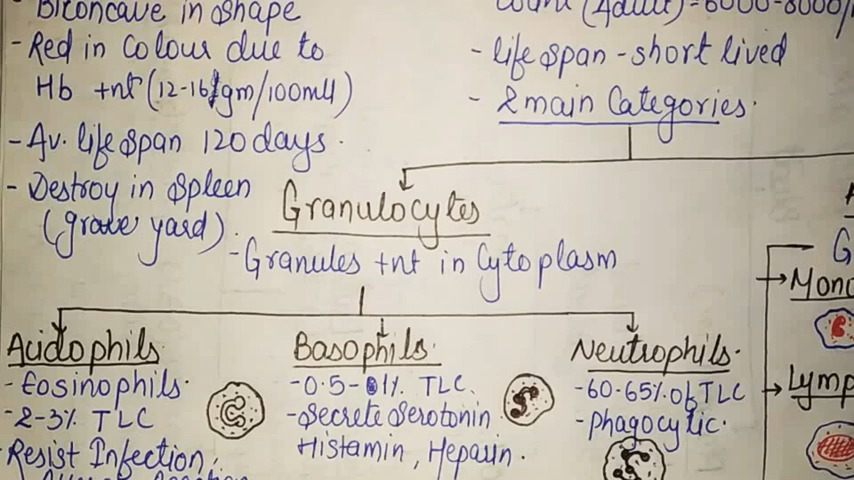 Biconcave in Shape
- Red in Colour due to
Hb +nt (12-16 gm/100ml)
- Av. life span 120 days.
- Destroy in Spleen
(grave yard).
- life span - short lived
- 2 main Categories.
Granulocytes
- Granules +nt in Cytoplasm
Acidophils
- Eosinophils.
- 2-3% TLC
Resist Infection,
Basophils.
- 0.5-1% TLC
- Secrete Serotonin
Histamin, Heparin.
Neutrophils.
- 60-65% of TLC
- phagocytic.